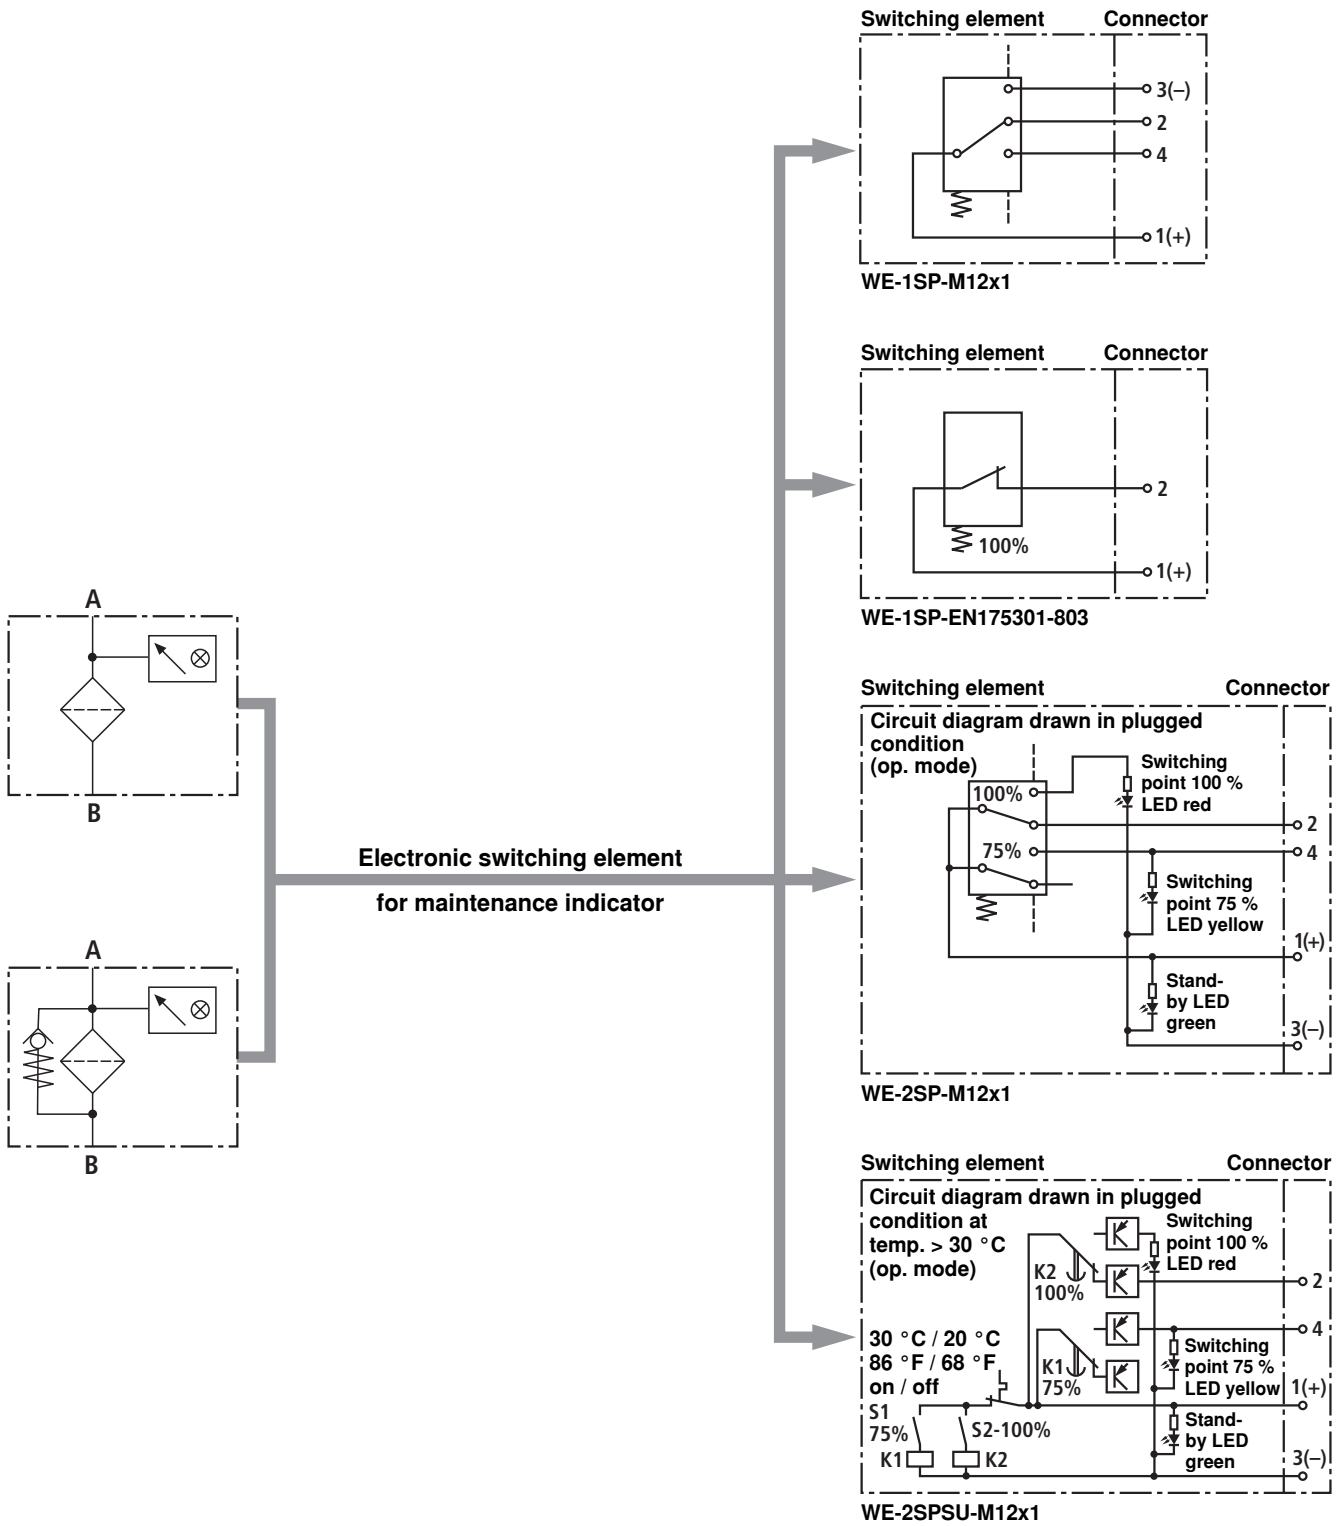 Switching element Connector
3(–)
2
4
1(+)
WE-1SP-M12x1
Switching element Connector
2
100%
1(+)
WE-1SP-EN175301-803
A
B
A
B
Electronic switching element
for maintenance indicator
Switching element Connector
Circuit diagram drawn in plugged
condition
(op. mode)
Switching
point 100 %
LED red
100%
2
75%
4
Switching
point 75 %
LED yellow
1(+)
Stand-
by LED
green
3(–)
WE-2SP-M12x1
Switching element Connector
Circuit diagram drawn in plugged
condition at
temp. > 30 °C
(op. mode)
Switching
point 100 %
LED red
K2
100%
2
4
30 °C / 20 °C
86 °F / 68 °F
on / off
K1
75%
Switching
point 75 %
LED yellow
1(+)
S1
75%
S2-100%
K1
K2
Stand-
by LED
green
3(–)
WE-2SPSU-M12x1